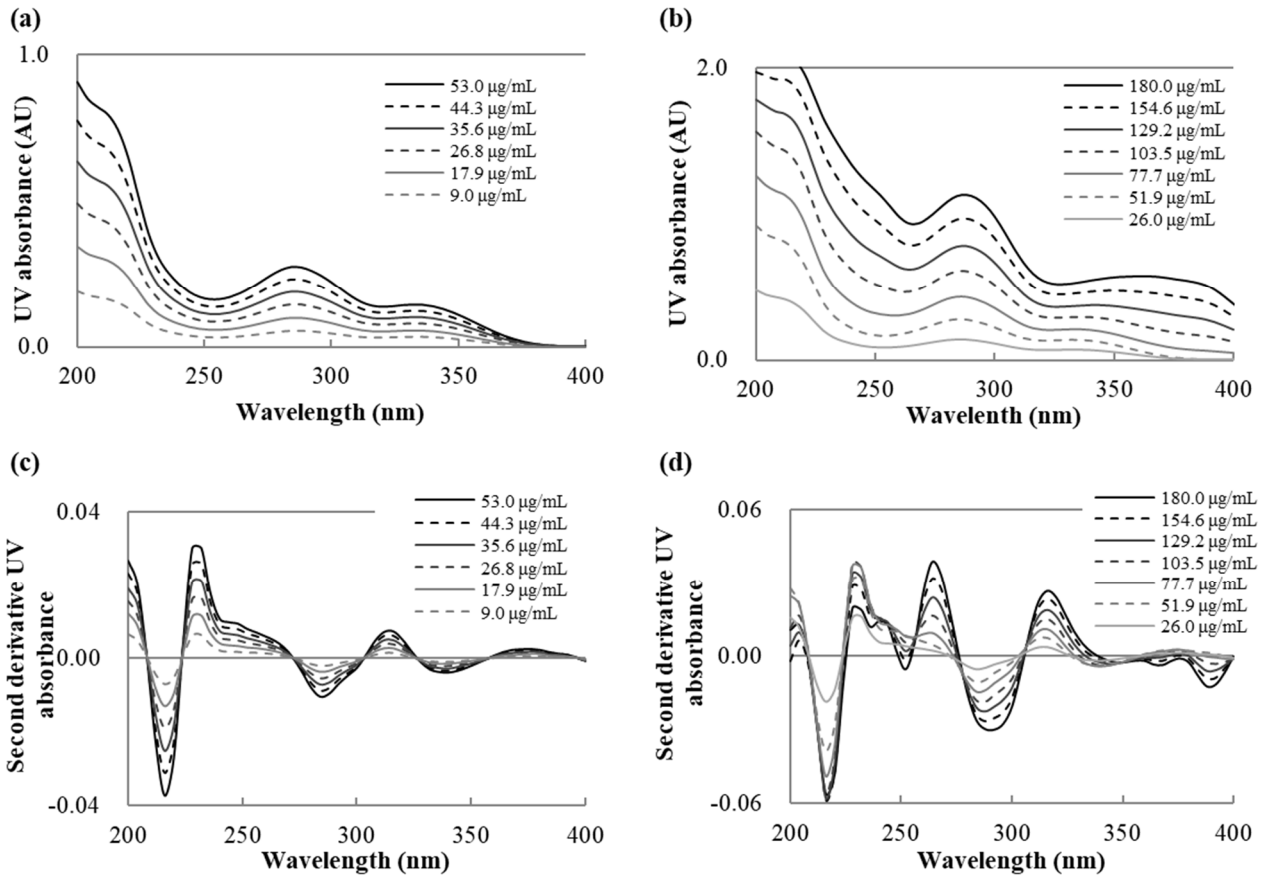 (a)
1.0
UV absorbance (AU)
0.0
53.0 µg/mL
44.3 µg/mL
35.6 µg/mL
26.8 µg/mL
17.9 µg/mL
9.0 µg/mL
200
250
300
350
400
Wavelength (nm)
(b)
2.0
UV absorbance (AU)
0.0
180.0 µg/mL
154.6 µg/mL
129.2 µg/mL
103.5 µg/mL
77.7 µg/mL
51.9 µg/mL
26.0 µg/mL
200
250
300
350
400
Wavelenth (nm)
(c)
0.04
Second derivative UV
absorbance
0.00
-0.04
53.0 µg/mL
44.3 µg/mL
35.6 µg/mL
26.8 µg/mL
17.9 µg/mL
9.0 µg/mL
200
250
300
350
400
Wavelength (nm)
(d)
0.06
Second derivative UV
absorbance
0.00
-0.06
180.0 µg/mL
154.6 µg/mL
129.2 µg/mL
103.5 µg/mL
77.7 µg/mL
51.9 µg/mL
26.0 µg/mL
200
250
300
350
400
Wavelength (nm)